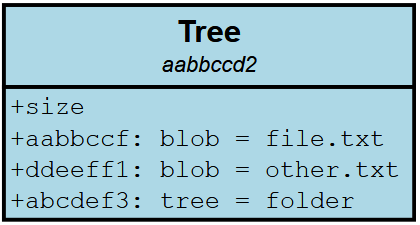 Tree
aabbccd2
+size
+aabbccf: blob = file.txt
+ddeeff1: blob = other.txt
+abcdef3: tree = folder